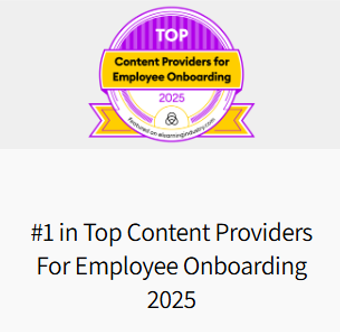 TOP
Content Providers for
Employee Onboarding
2025
Featured on elearningindustry.com
#1 in Top Content Providers
For Employee Onboarding
2025